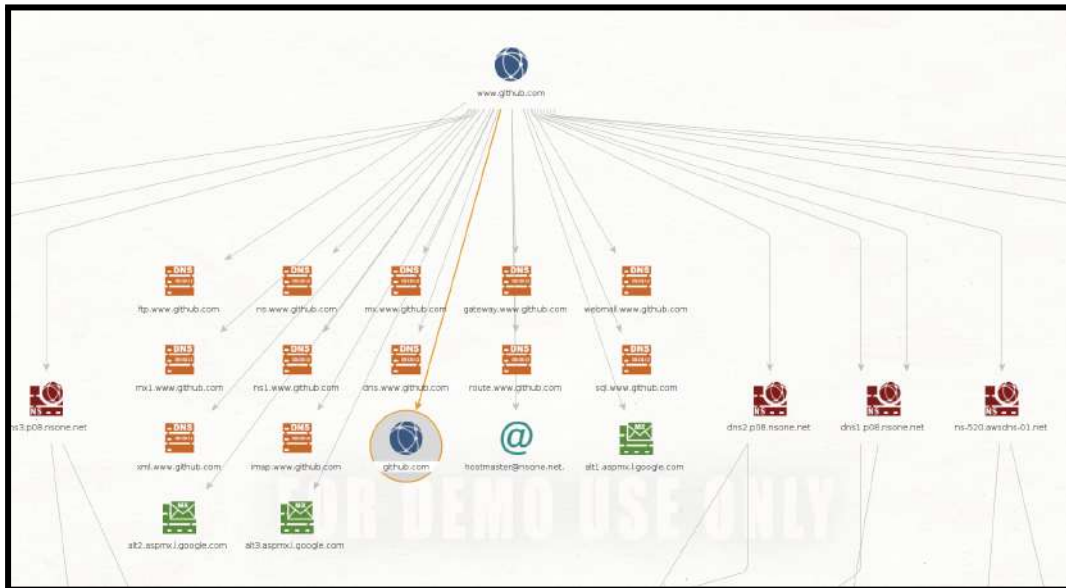 www.github.com
DNS DNS DNS DNS DNS
ftp.www.github.com ns.www.github.com mx.www.github.com gateway.www.github.com webmail.www.github.com
DNS DNS DNS DNS DNS
mx1.www.github.com ns1.www.github.com dns.www.github.com route.www.github.com sql.www.github.com
NS NS NS NS
ns3.p08.nsone.net dns2.p08.nsone.net dns1.p08.nsone.net ns-520.awsdns-01.net
DNS DNS @ MX
xml.www.github.com imap.www.github.com github.com hostmaster@nsone.net. alt1.aspmx.l.google.com
MX MX
alt2.aspmx.l.google.com alt3.aspmx.l.google.com
FOR DEMO USE ONLY